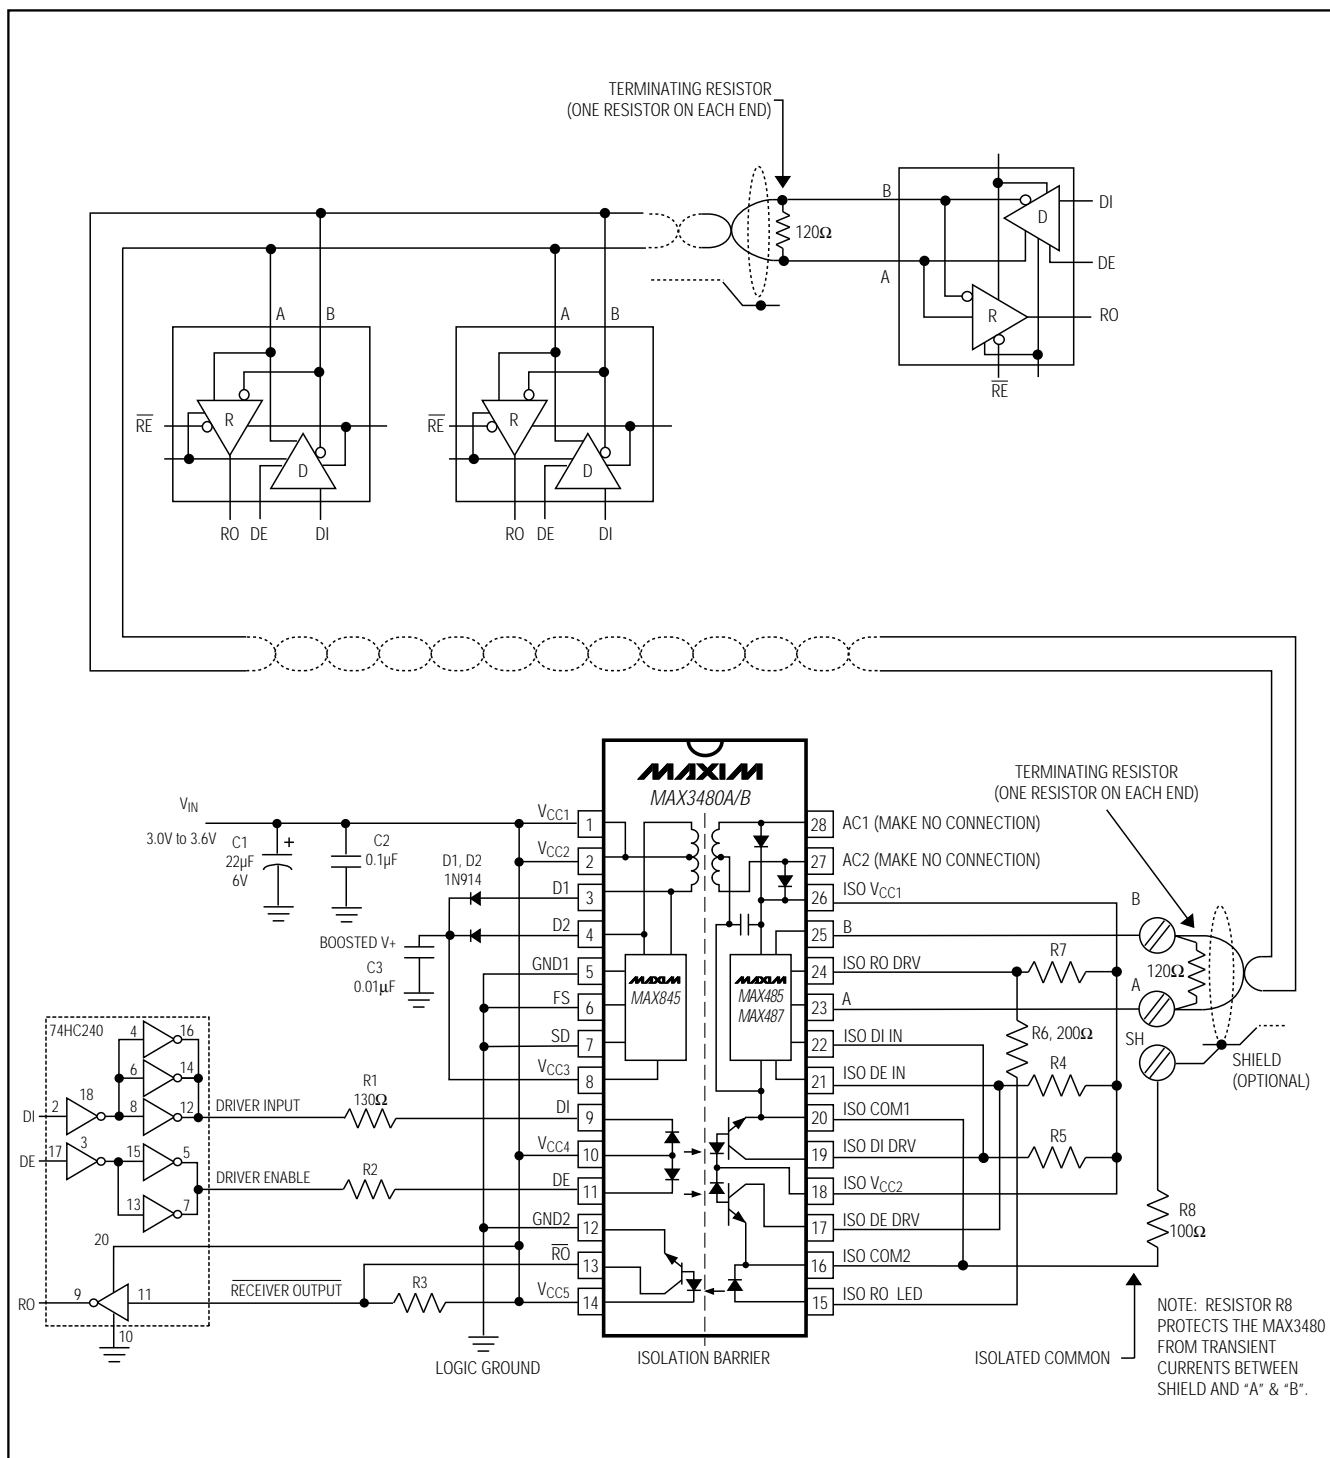 TERMINATING RESISTOR
(ONE RESISTOR ON EACH END)
B
120Ω
A
D
DI
DE
R
RO
RE
A B
A B
RE
R
D
RE
R
D
RO DE DI
RO DE DI
MAXIM
MAX3480A/B
TERMINATING RESISTOR
(ONE RESISTOR ON EACH END)
VIN
3.0V to 3.6V
C1
22µF
6V
+
C2
0.1µF
D1, D2
1N914
BOOSTED V+
C3
0.01µF
VCC1 1
VCC2 2
D1 3
D2 4
GND1 5
FS 6
SD 7
VCC3 8
DI 9
VCC4 10
DE 11
GND2 12
RO 13
VCC5 14
MAXIM
MAX845
MAXIM
MAX485
MAX487
28 AC1 (MAKE NO CONNECTION)
27 AC2 (MAKE NO CONNECTION)
26 ISO VCC1
25 B
24 ISO RO DRV
23 A
22 ISO DI IN
21 ISO DE IN
20 ISO COM1
19 ISO DI DRV
18 ISO VCC2
17 ISO DE DRV
16 ISO COM2
15 ISO RO LED
R7
R6, 200Ω
R4
R5
B
120Ω
A
SH
SHIELD
(OPTIONAL)
R8
100Ω
74HC240
4 16
6 14
DI 2 18 8 12 DRIVER INPUT
R1
130Ω
DE 17 3 15 5
DRIVER ENABLE
R2
13 7
20
RO 9 11 RECEIVER OUTPUT
R3
10
LOGIC GROUND
ISOLATION BARRIER
ISOLATED COMMON
NOTE: RESISTOR R8
PROTECTS THE MAX3480
FROM TRANSIENT
CURRENTS BETWEEN
SHIELD AND "A" & "B".